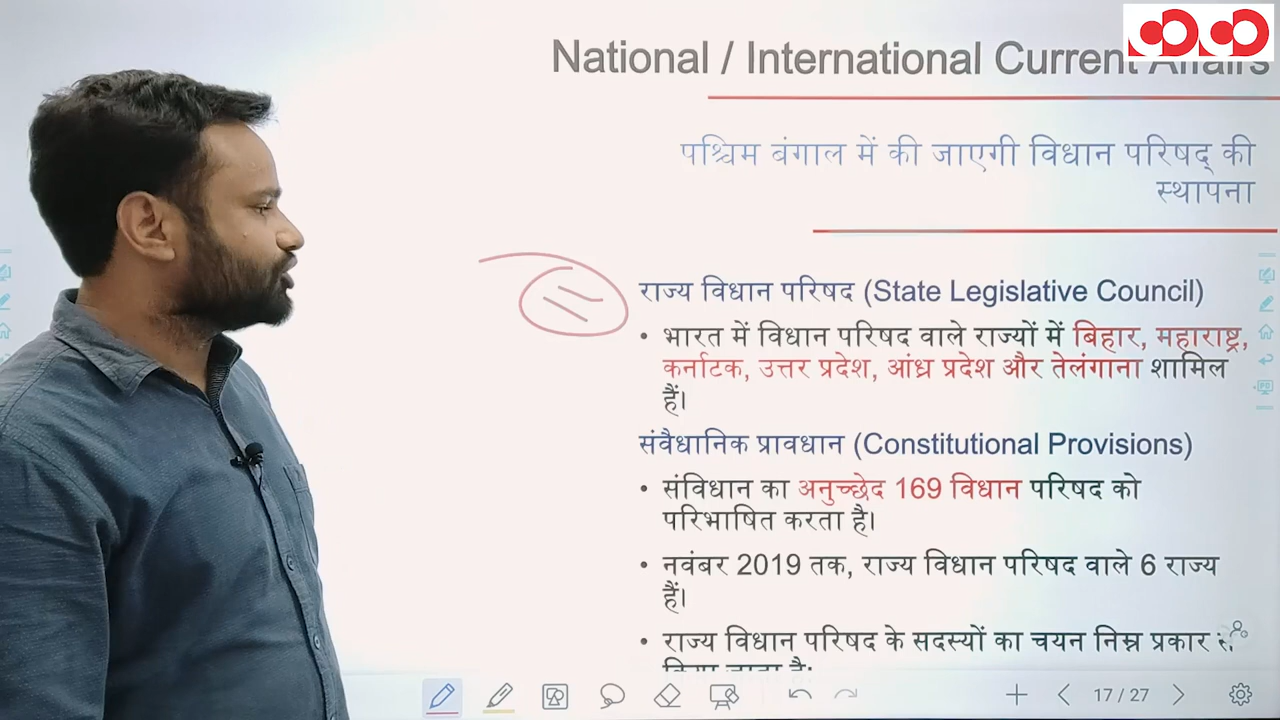 National / International Current Affairs
पश्चिम बंगाल में की जाएगी विधान परिषद् की
स्थापना
राज्य विधान परिषद (State Legislative Council)
• भारत में विधान परिषद वाले राज्यों में बिहार, महाराष्ट्र,
कर्नाटक, उत्तर प्रदेश, आंध्र प्रदेश और तेलंगाना शामिल
हैं।
संवैधानिक प्रावधान (Constitutional Provisions)
• संविधान का अनुच्छेद 169 विधान परिषद को
परिभाषित करता है।
• नवंबर 2019 तक, राज्य विधान परिषद वाले 6 राज्य
हैं।
• राज्य विधान परिषद के सदस्यों का चयन निम्न प्रकार
17 / 27